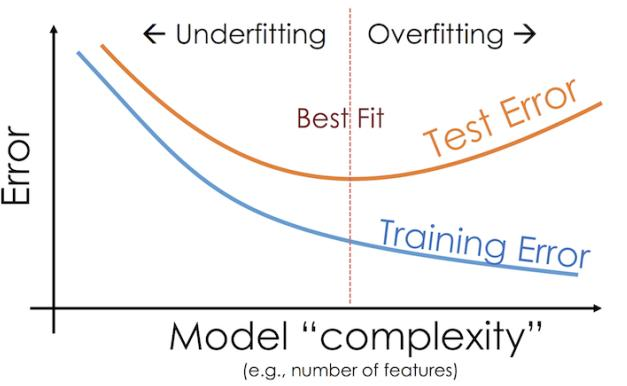 ← Underfitting
Overfitting →
Best Fit
Test Error
Training Error
Error
Model “complexity”
(e.g., number of features)